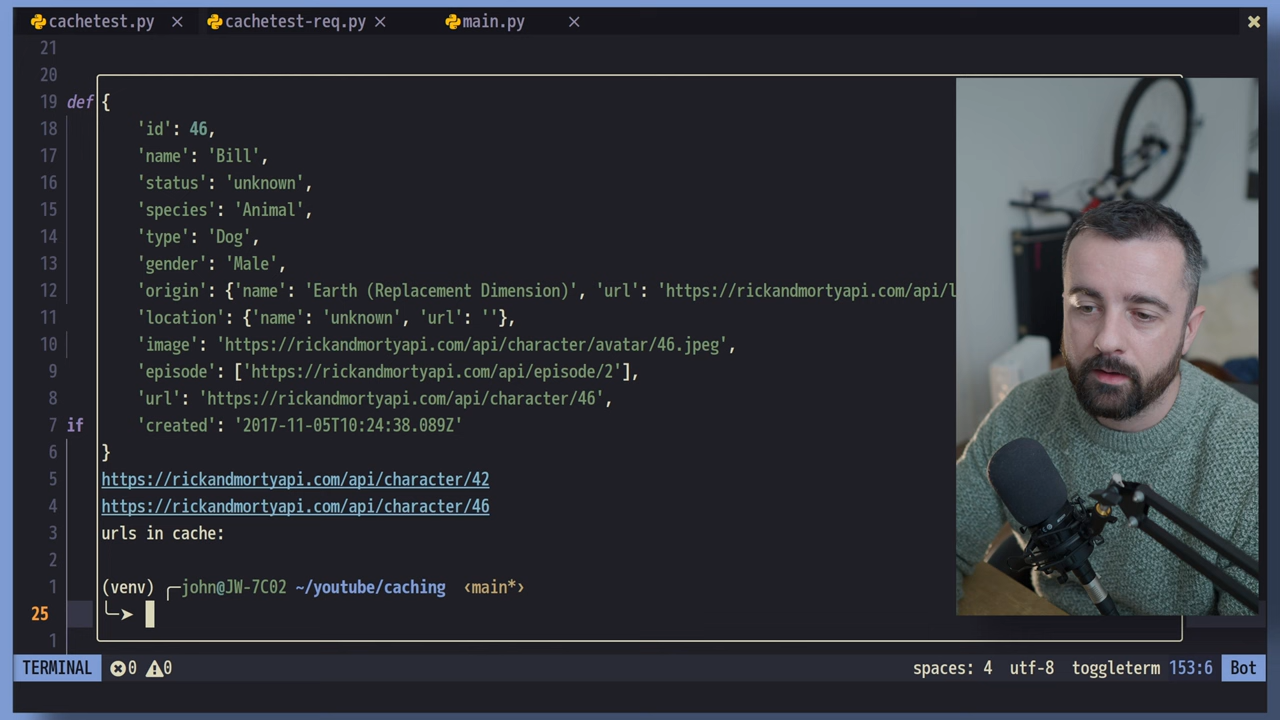 cachetest.py × cachetest-req.py × main.py ×
21
20
19 def {
18 'id': 46,
17 'name': 'Bill',
16 'status': 'unknown',
15 'species': 'Animal',
14 'type': 'Dog',
13 'gender': 'Male',
12 'origin': {'name': 'Earth (Replacement Dimension)', 'url': 'https://rickandmortyapi.com/api/l
11 'location': {'name': 'unknown', 'url': ''},
10 'image': 'https://rickandmortyapi.com/api/character/avatar/46.jpeg',
9 'episode': ['https://rickandmortyapi.com/api/episode/2'],
8 'url': 'https://rickandmortyapi.com/api/character/46',
7 if 'created': '2017-11-05T10:24:38.089Z'
6 }
5 https://rickandmortyapi.com/api/character/42
4 https://rickandmortyapi.com/api/character/46
3 urls in cache:
2
1 (venv) ╭─john@JW-7C02 ~/youtube/caching ‹main*›
25 ╰─➤
1
TERMINAL 0 0 spaces: 4 utf-8 toggleterm 153:6 Bot